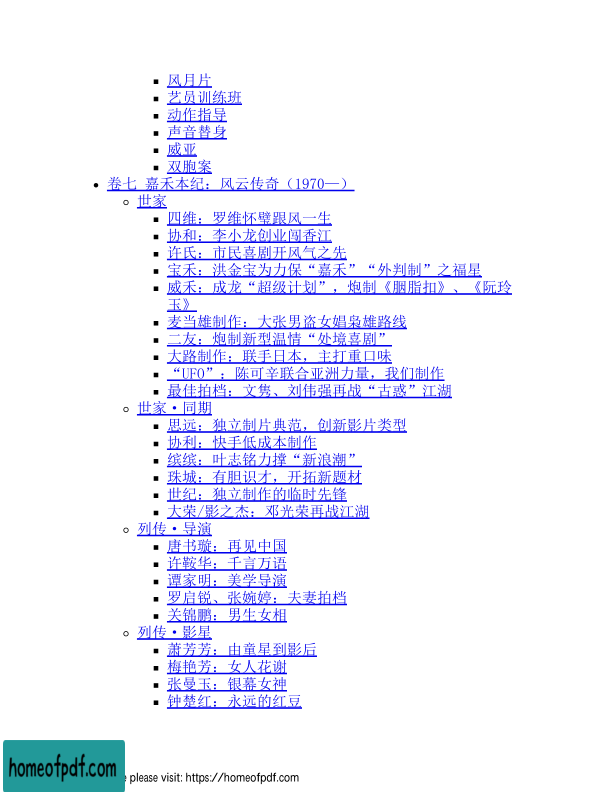 风月片
艺员训练班
动作指导
声音替身
威亚
双胞案
卷七 嘉禾本纪：风云传奇（1970—）
世家
四维：罗维怀璧跟风一生
协和：李小龙创业闯香江
许氏：市民喜剧开风气之先
宝禾：洪金宝为力保“嘉禾”“外判制”之福星
威禾：成龙“超级计划”，炮制《胭脂扣》、《阮玲
玉》
麦当雄制作：大张男盗女娼枭雄路线
二友：炮制新型温情“处境喜剧”
大路制作：联手日本，主打重口味
“UFO”：陈可辛联合亚洲力量，我们制作
最佳拍档：文隽、刘伟强再战“古惑”江湖
世家·同期
思远：独立制片典范，创新影片类型
协利：快手低成本制作
缤缤：叶志铭力撑“新浪潮”
珠城：有胆识才，开拓新题材
世纪：独立制作的临时先锋
大荣/影之杰：邓光荣再战江湖
列传·导演
唐书璇：再见中国
许鞍华：千言万语
谭家明：美学导演
罗启锐、张婉婷：夫妻拍档
关锦鹏：男生女相
列传·影星
萧芳芳：由童星到影后
梅艳芳：女人花谢
张曼玉：银幕女神
钟楚红：永远的红豆
homeofpdf.com
please visit: https://homeofpdf.com